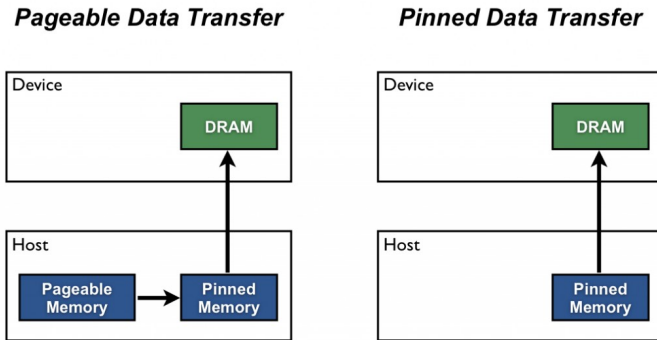 Pageable Data Transfer
Device
DRAM
Host
Pageable
Memory
Pinned
Memory
Pinned Data Transfer
Device
DRAM
Host
Pinned
Memory